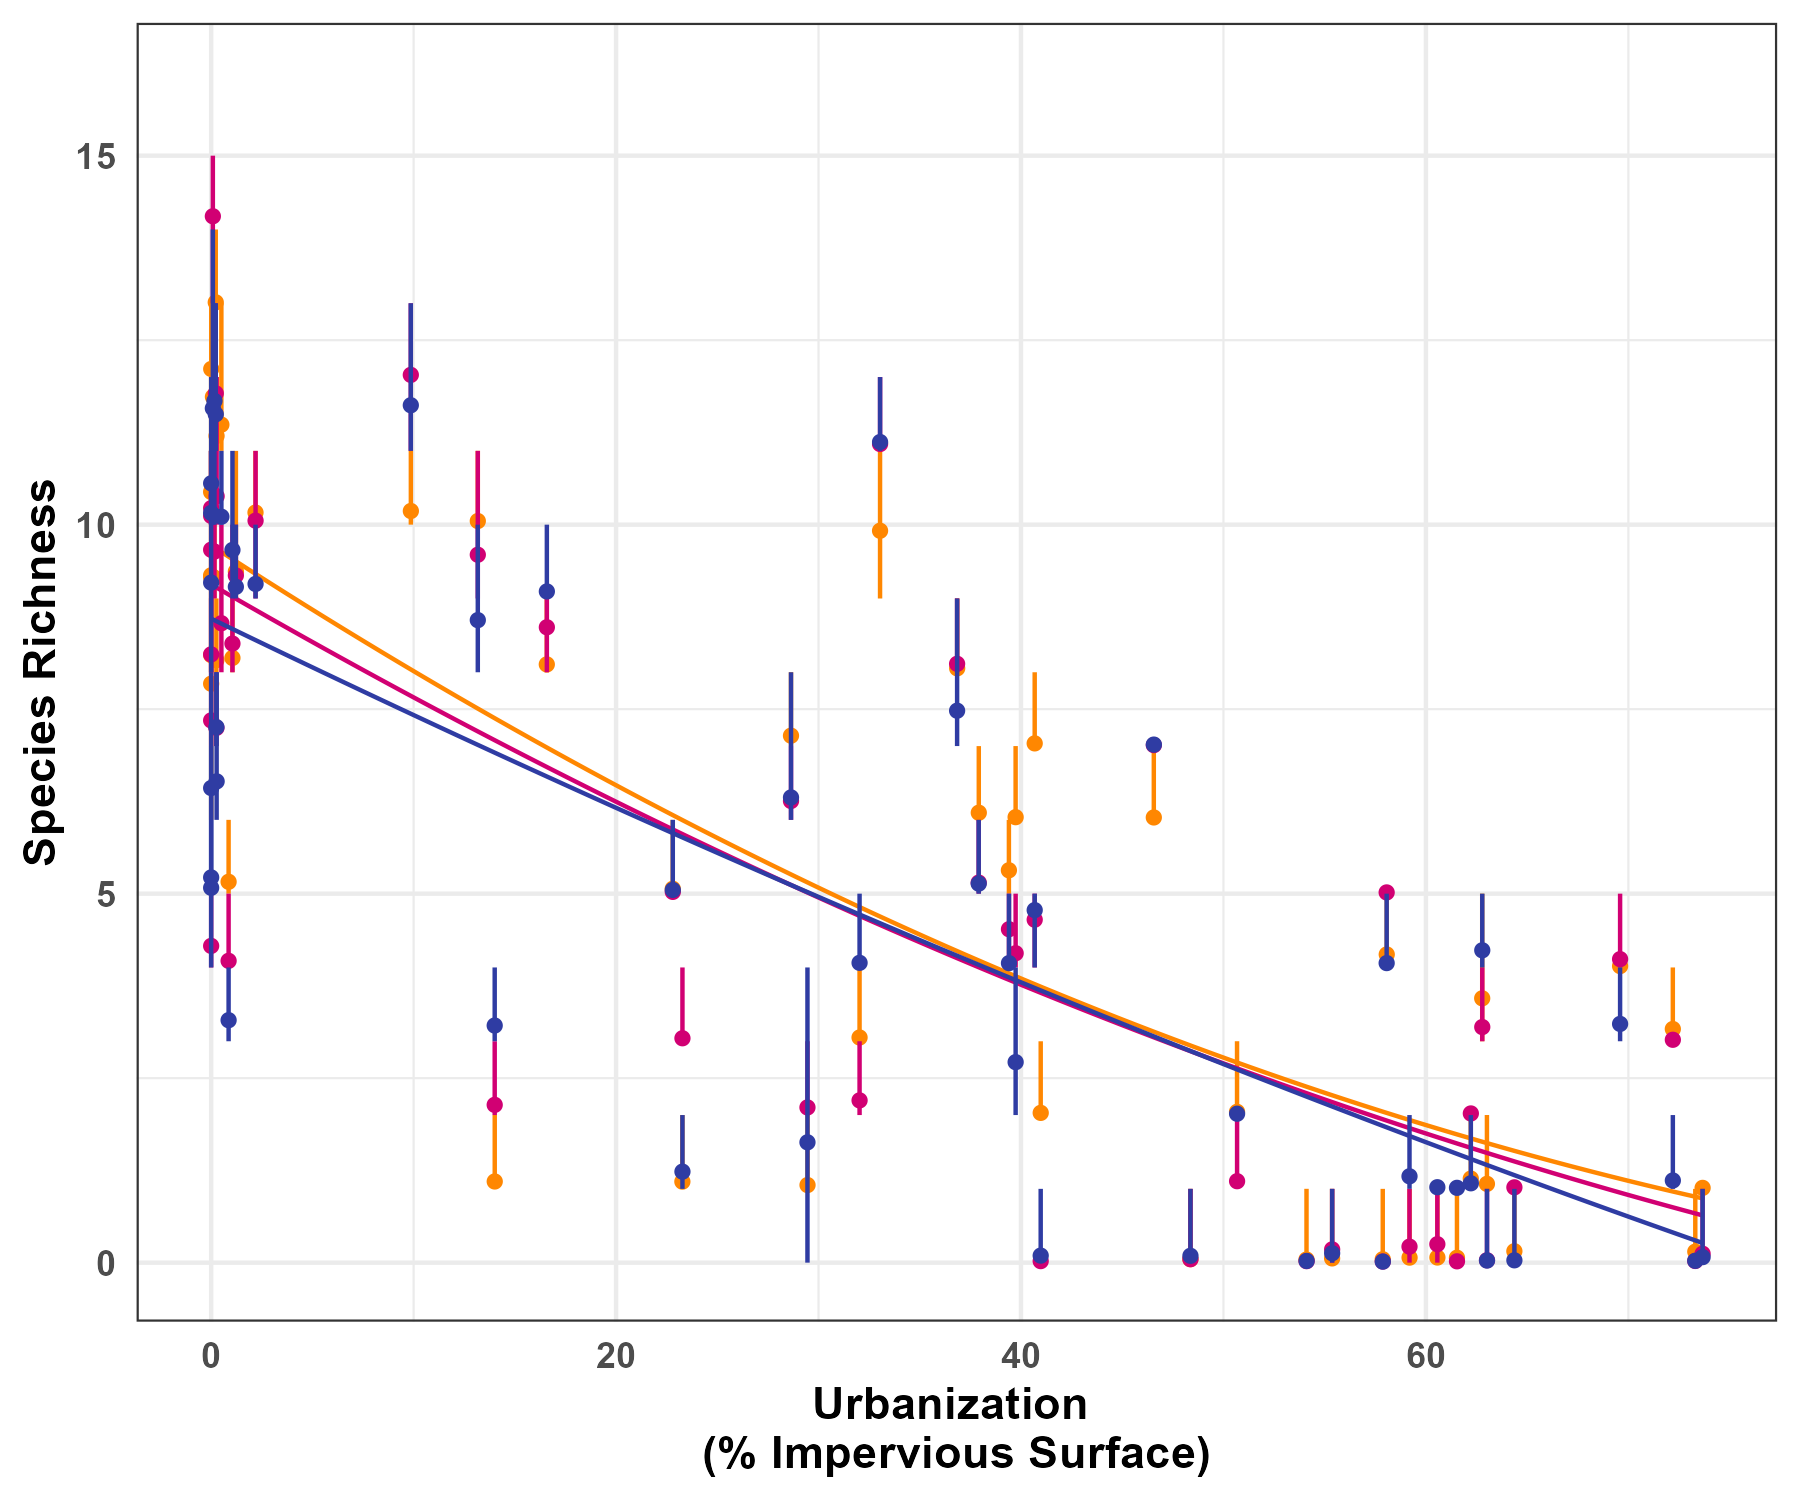 15
10
5
0
Species Richness
0 20 40 60
Urbanization
(% Impervious Surface)